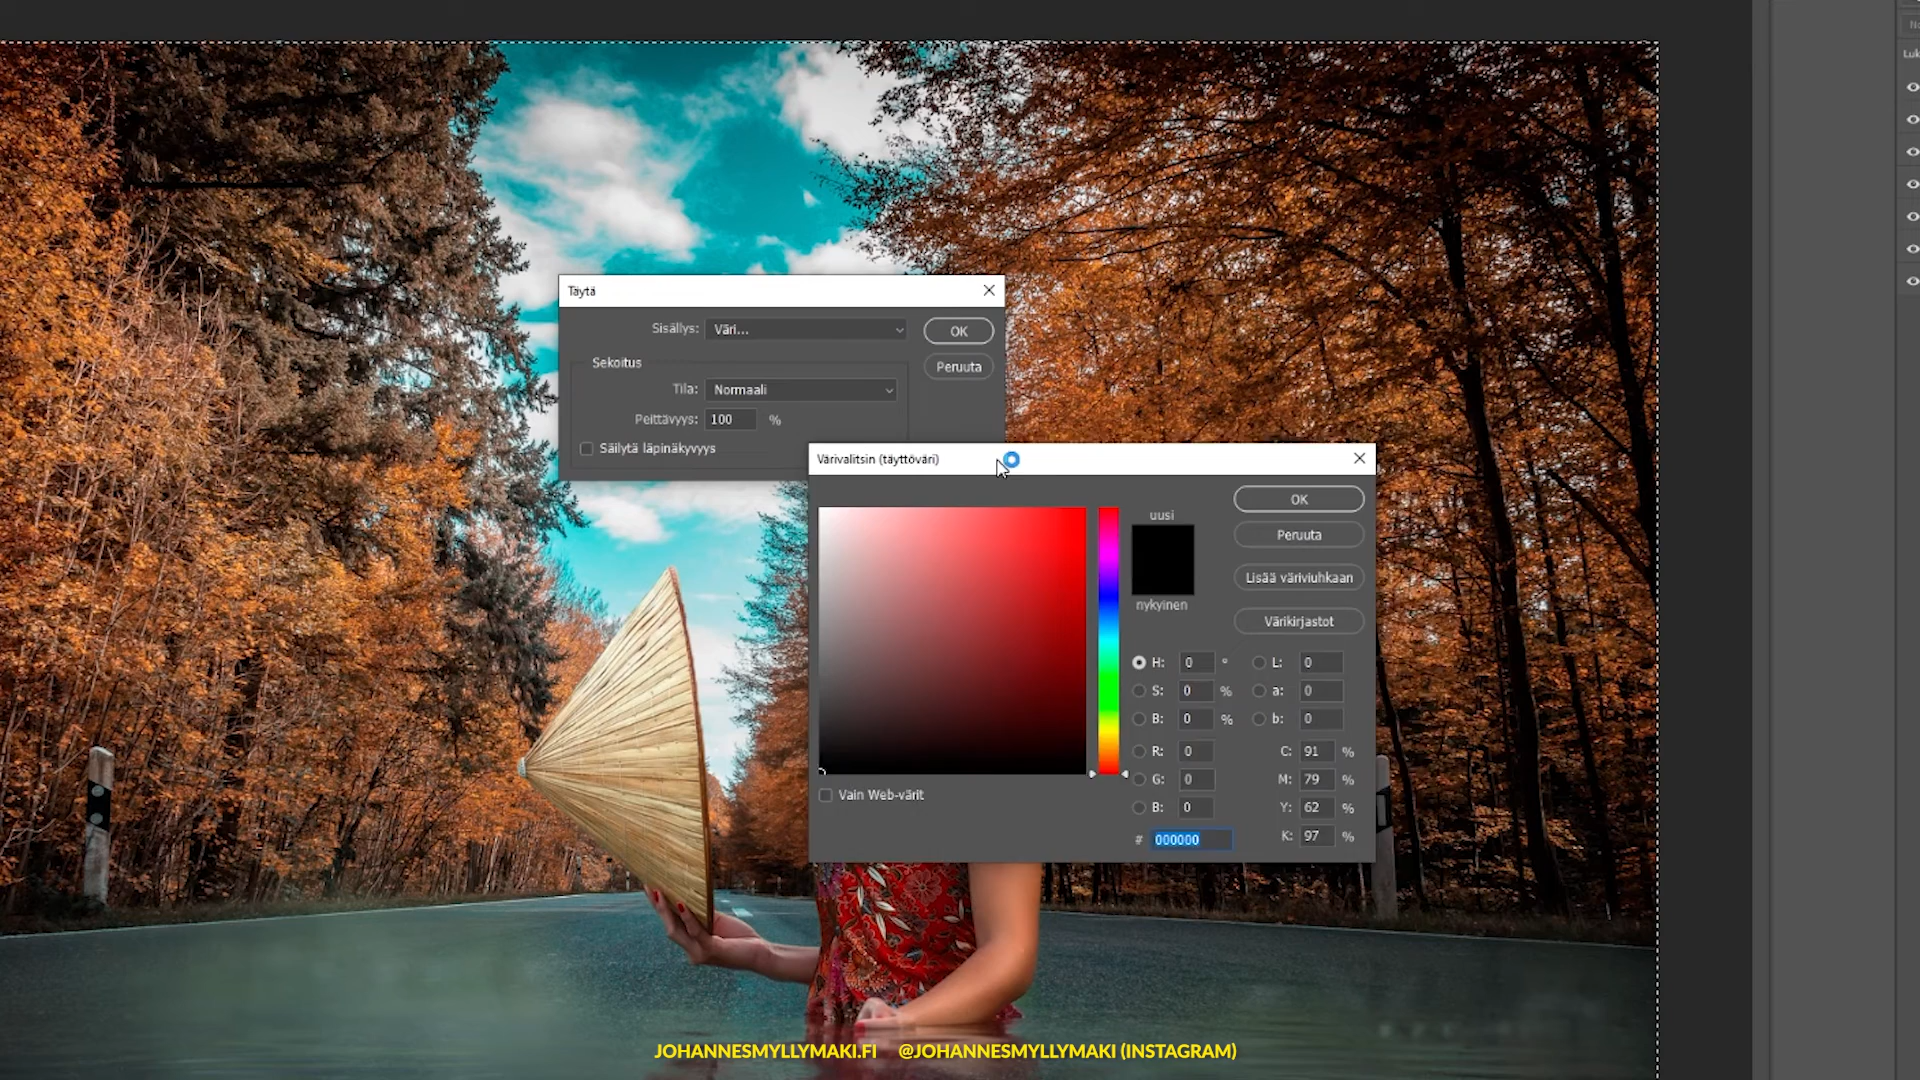 No
Luk
Täytä
Sisällys: Väri...
OK
Sekoitus
Peruuta
Tila: Normaali
Peittävyys: 100 %
Säilytä läpinäkyvyys
Värivalitsin (täyttöväri)
OK
uusi
Peruuta
Lisää väriviuhkaan
nykyinen
Värikirjastot
H: 0 ° L: 0
S: 0 % a: 0
B: 0 % b: 0
R: 0 C: 91 %
G: 0 M: 79 %
Vain Web-värit
B: 0 Y: 62 %
# 000000 K: 97 %
JOHANNESMYLLYMAKI.FI @JOHANNESMYLLYMAKI (INSTAGRAM)